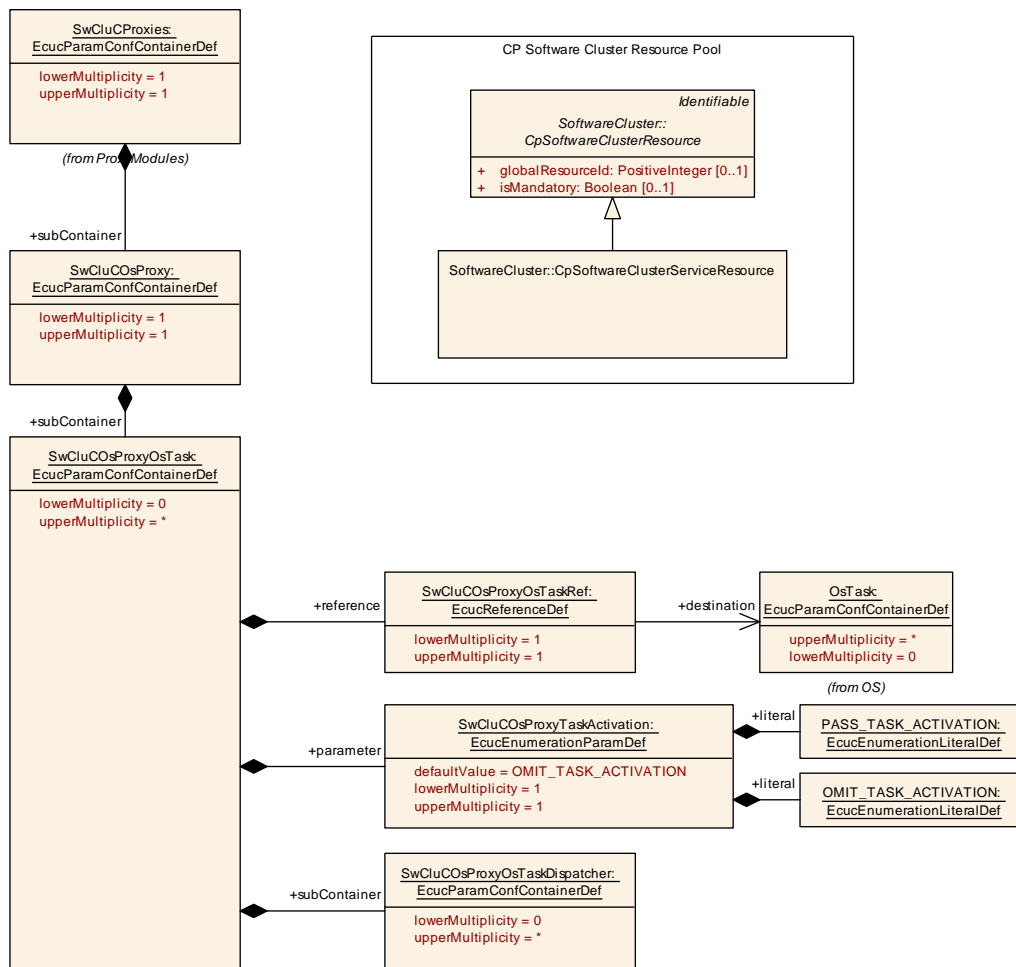 SwCluCProxies:
EcucParamConfContainerDef
lowerMultiplicity = 1
upperMultiplicity = 1
(from Proxy Modules)
+subContainer
CP Software Cluster Resource Pool
Identifiable
SoftwareCluster::
CpSoftwareClusterResource
+ globalResourceId: PositiveInteger [0..1]
+ isMandatory: Boolean [0..1]
SoftwareCluster::CpSoftwareClusterServiceResource
SwCluCOsProxy:
EcucParamConfContainerDef
lowerMultiplicity = 1
upperMultiplicity = 1
+subContainer
SwCluCOsProxyOsTask:
EcucParamConfContainerDef
lowerMultiplicity = 0
upperMultiplicity = *
+reference
SwCluCOsProxyOsTaskRef:
EcucReferenceDef
lowerMultiplicity = 1
upperMultiplicity = 1
+destination
OsTask:
EcucParamConfContainerDef
upperMultiplicity = *
lowerMultiplicity = 0
(from OS)
+parameter
SwCluCOsProxyTaskActivation:
EcucEnumerationParamDef
defaultValue = OMIT_TASK_ACTIVATION
lowerMultiplicity = 1
upperMultiplicity = 1
+literal
PASS_TASK_ACTIVATION:
EcucEnumerationLiteralDef
+literal
OMIT_TASK_ACTIVATION:
EcucEnumerationLiteralDef
+subContainer
SwCluCOsProxyOsTaskDispatcher:
EcucParamConfContainerDef
lowerMultiplicity = 0
upperMultiplicity = *